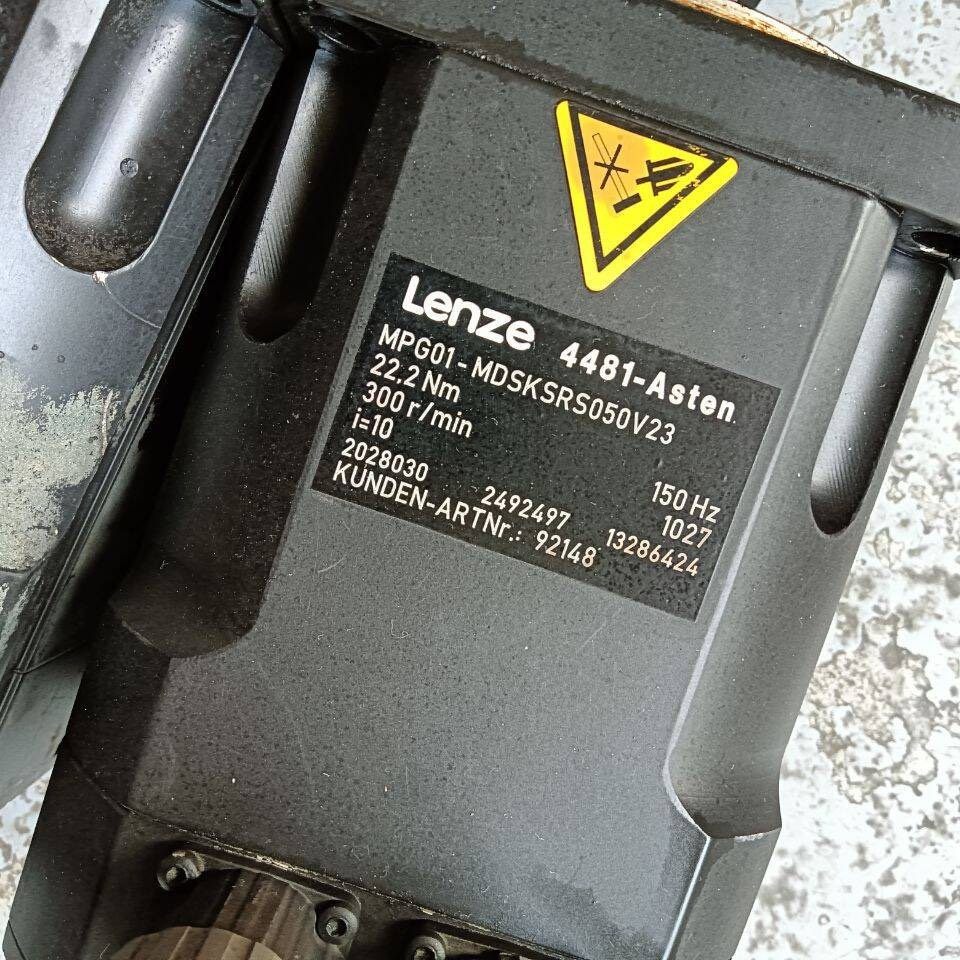 Lenze 4481-Asten
MPG01-MDSKSRS050V23
22,2 Nm
300 r/min 150 Hz
i=10 1027
2028030 2492497 13286424
KUNDEN-ARTNr.: 92148